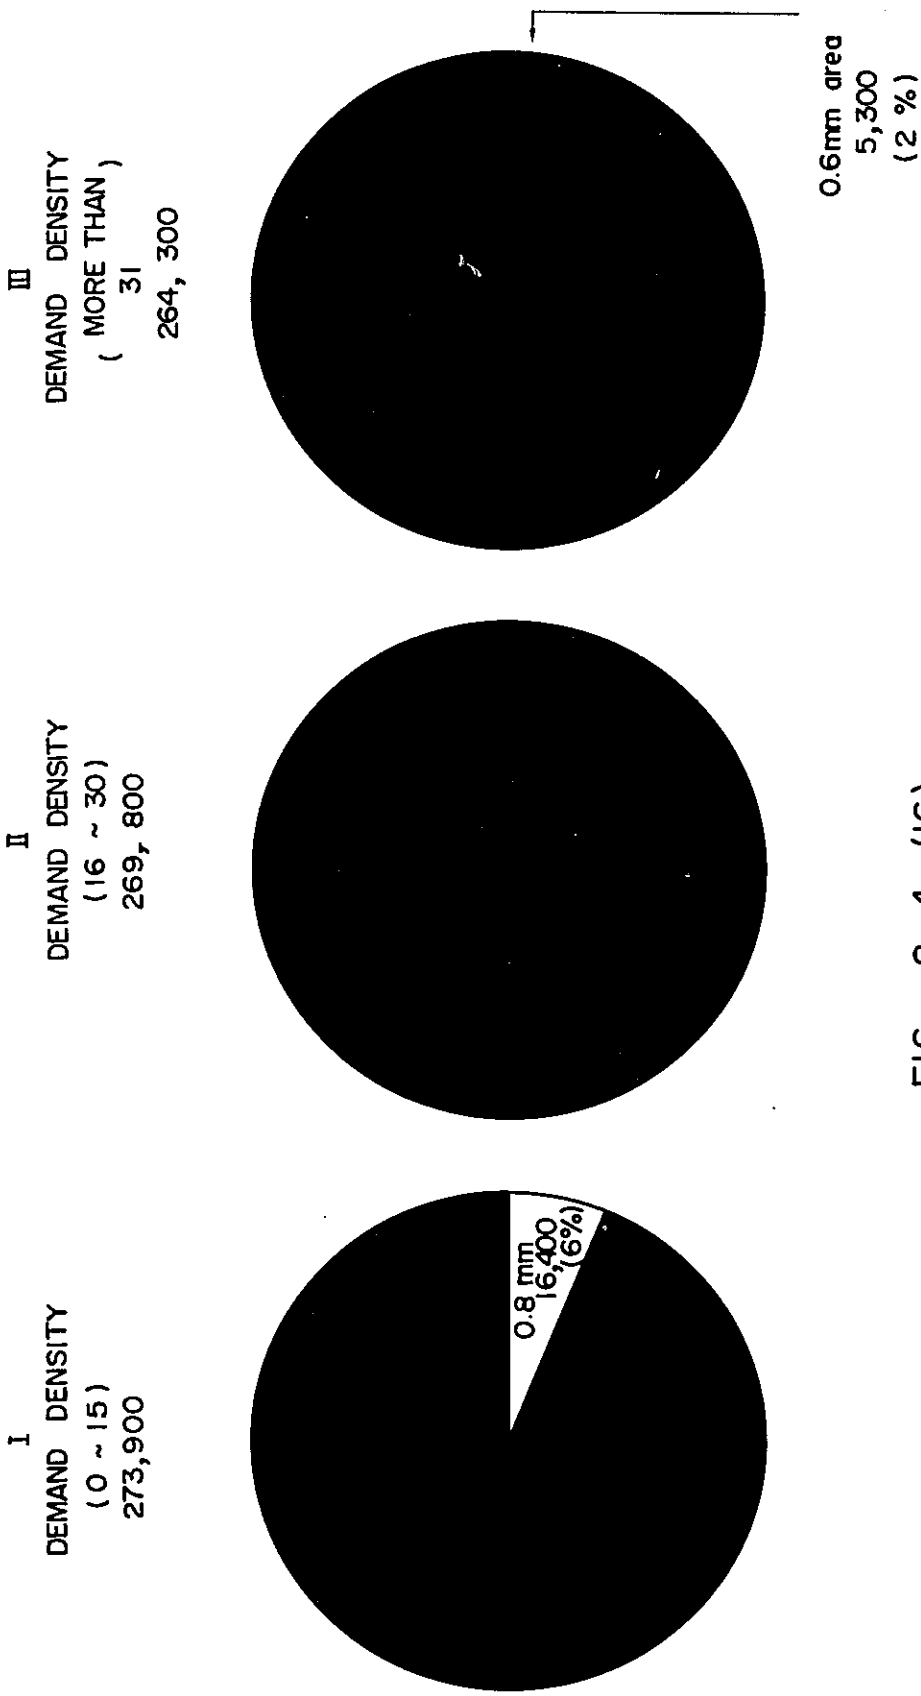 I
DEMAND DENSITY
(0 ~ 15)
273,900
0.8 mm
16,400
(6%)
II
DEMAND DENSITY
(16 ~ 30)
269, 800
III
DEMAND DENSITY
( MORE THAN )
31
264, 300
0.6mm area
5,300
(2 %)